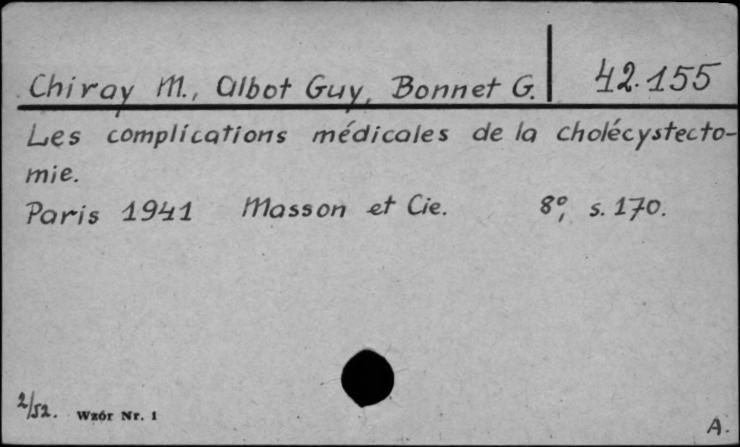 Chiray M., Albot Guy, Bonnet G. 42.155
Les complications médicales de la cholécystecto-
mie.
Paris 1941 Masson et Cie. 8°, s. 170.
2/52. Wzór Nr. 1
A.